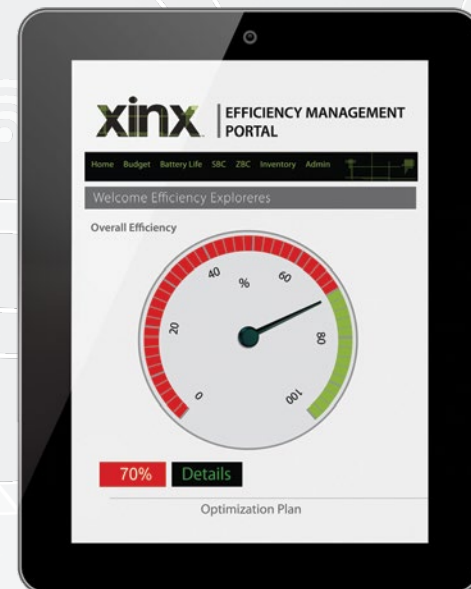 xinx
EFFICIENCY MANAGEMENT
PORTAL
Home Budget Battery Life SBC ZBC Inventory Admin
Welcome Efficiency Exploreres
Overall Efficiency
0 20 40 % 60 80 100
70% Details
Optimization Plan